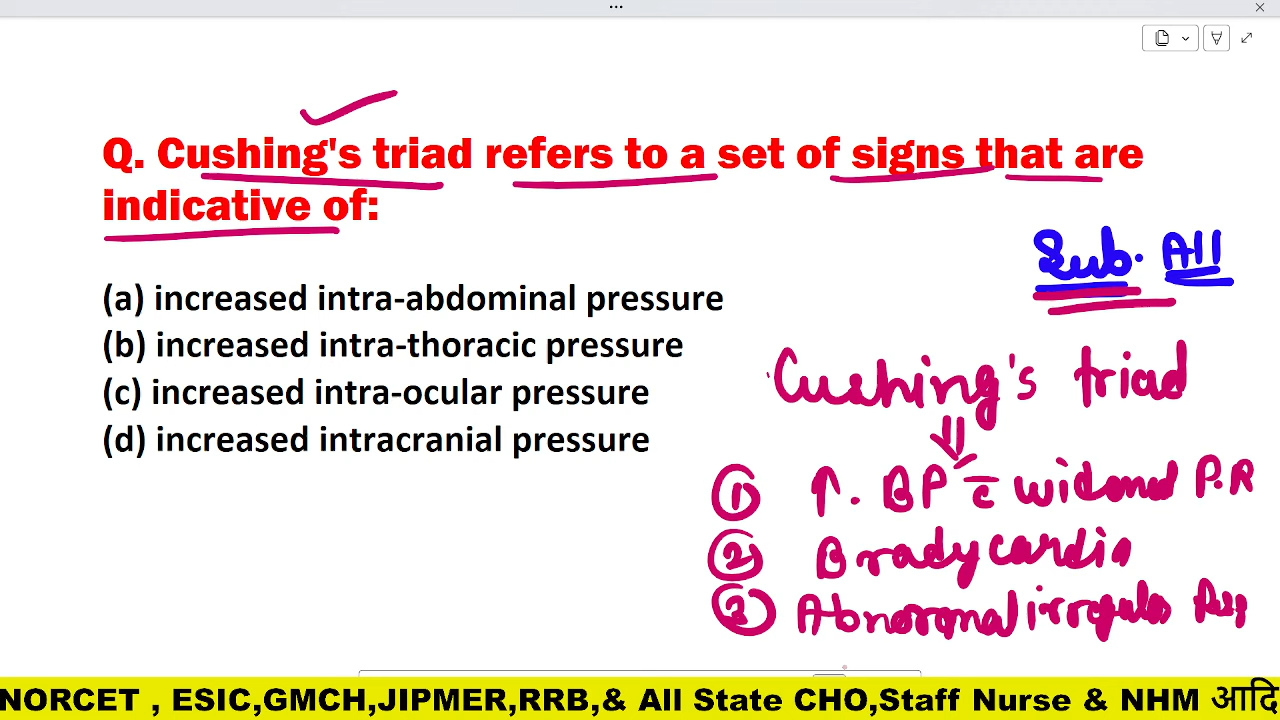 Q. Cushing's triad refers to a set of signs that are
indicative of:
Sub. All
(a) increased intra-abdominal pressure
(b) increased intra-thoracic pressure
(c) increased intra-ocular pressure
(d) increased intracranial pressure
Cushing's triad
⇓
① ↑. BP c̄ widened P.R
② Bradycardia
③ Abnormal irregular Resp
NORCET , ESIC,GMCH,JIPMER,RRB,& All State CHO,Staff Nurse & NHM आदि